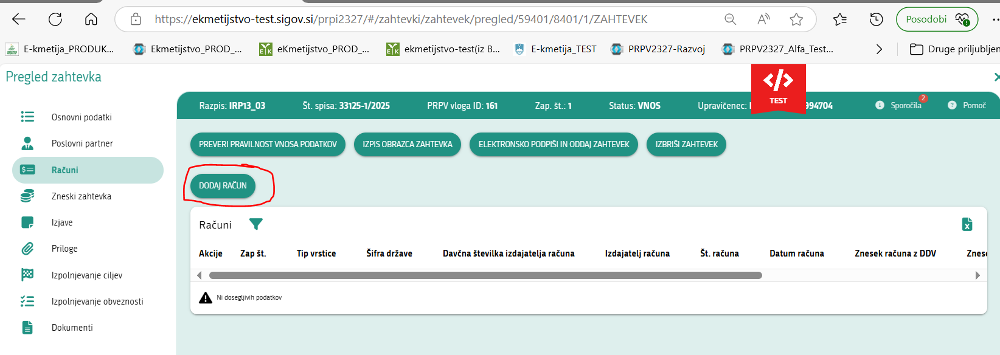 https://ekmetijstvo-test.sigov.si/prpi2327/#/zahtevki/zahtevek/pregled/59401/8401/1/ZAHTEVEK
Posodobi
E-kmetija_PRODUK...
Ekmetijstvo_PROD_...
eKmetijstvo_PROD_...
ekmetijstvo-test(iz B...
E-kmetija_TEST
PRPV2327-Razvoj
PRPV2327_Alfa_Test...
Druge priljubljen
Pregled zahtevka
TEST
Razpis: IRP13_03
Št. spisa: 33125-1/2025
PRPV vloga ID: 161
Zap. št.: 1
Status: VNOS
Upravičenec:
994704
Sporočila
2
Pomoč
Osnovni podatki
Poslovni partner
Računi
Zneski zahtevka
Izjave
Priloge
Izpolnjevanje ciljev
Izpolnjevanje obveznosti
Dokumenti
PREVERI PRAVILNOST VNOSA PODATKOV
IZPIS OBRAZCA ZAHTEVKA
ELEKTRONSKO PODPIŠI IN ODDAJ ZAHTEVEK
IZBRIŠI ZAHTEVEK
DODAJ RAČUN
Računi
Akcije
Zap št.
Tip vrstice
Šifra države
Davčna številka izdajatelja računa
Izdajatelj računa
Št. računa
Datum računa
Znesek računa z DDV
Znes
Ni dosegljivih podatkov